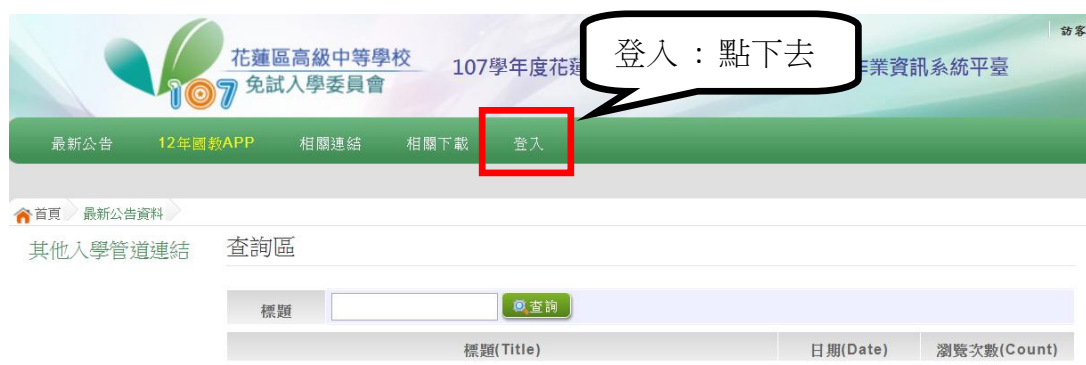 訪客
花蓮區高級中等學校
免試入學委員會
107
107學年度花蓮
業資訊系統平臺
登入：點下去
最新公告 12年國教APP 相關連結 相關下載 登入
首頁 最新公告資料
其他入學管道連結
查詢區
標題 查詢
標題(Title) 日期(Date) 瀏覽次數(Count)